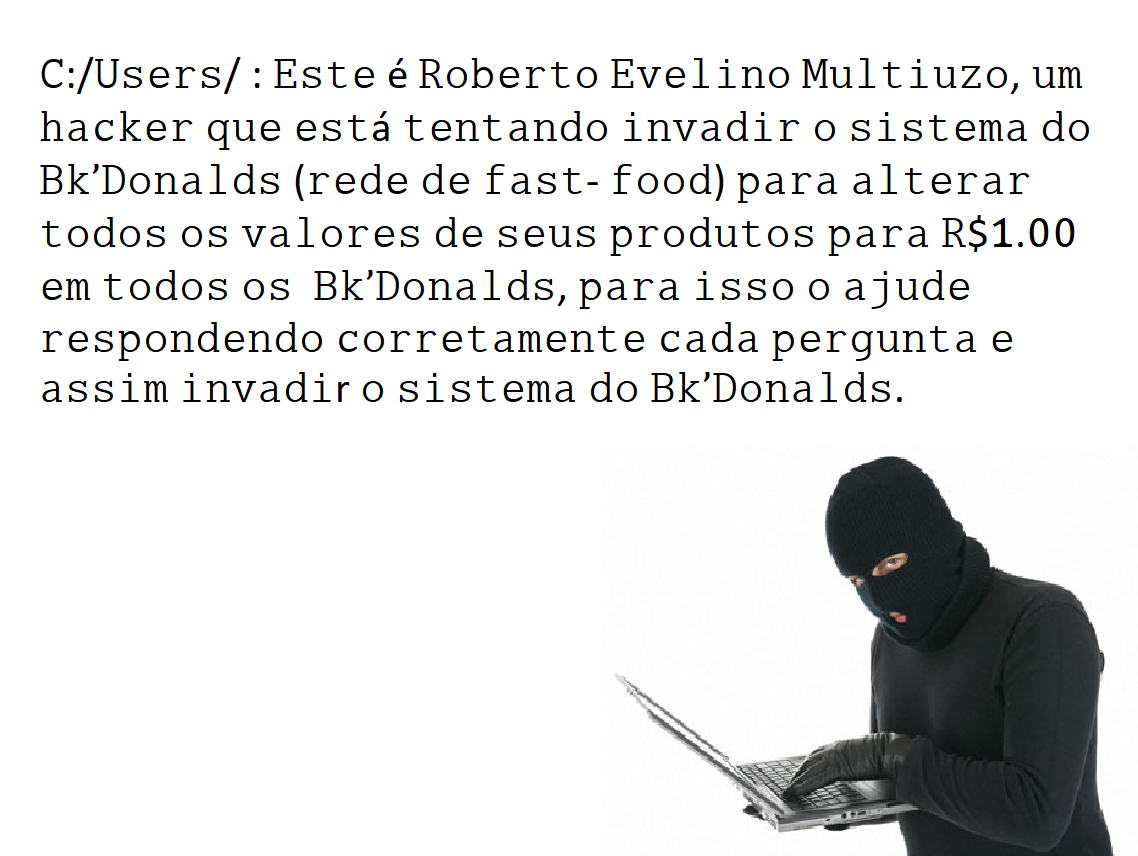 C:/Users/ : Este é Roberto Evelino Multiuzo, um
hacker que está tentando invadir o sistema do
Bk’Donalds (rede de fast- food) para alterar
todos os valores de seus produtos para R$1.00
em todos os Bk’Donalds, para isso o ajude
respondendo corretamente cada pergunta e
assim invadir o sistema do Bk’Donalds.